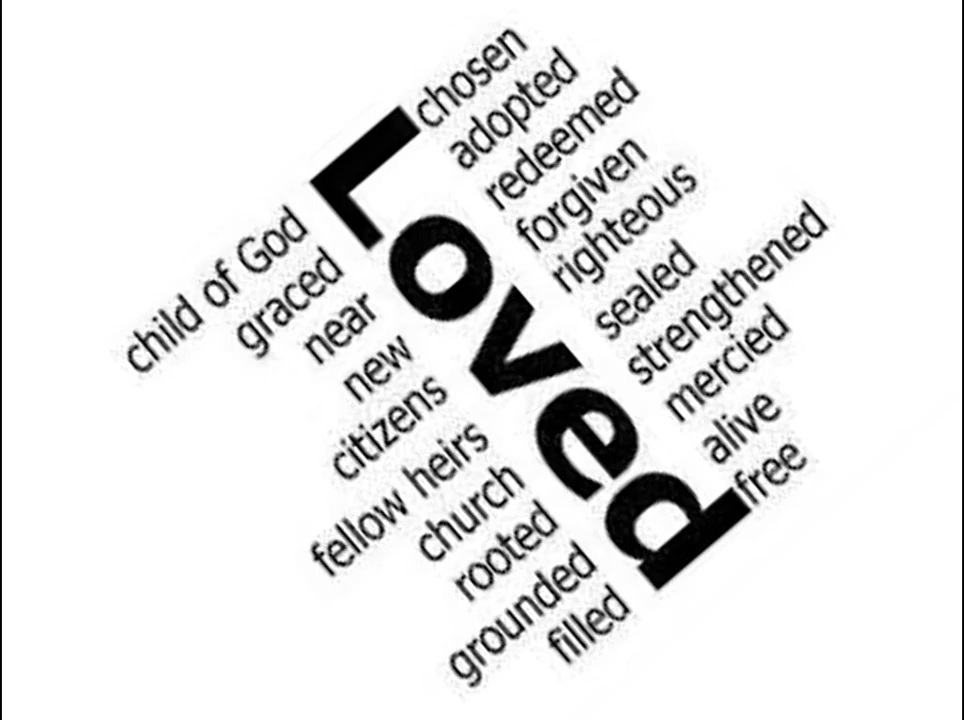 chosen
adopted
redeemed
forgiven
righteous
sealed
strengthened
mercied
alive
free
Loved
child of God
graced
near
new
citizens
fellow heirs
church
rooted
grounded
filled